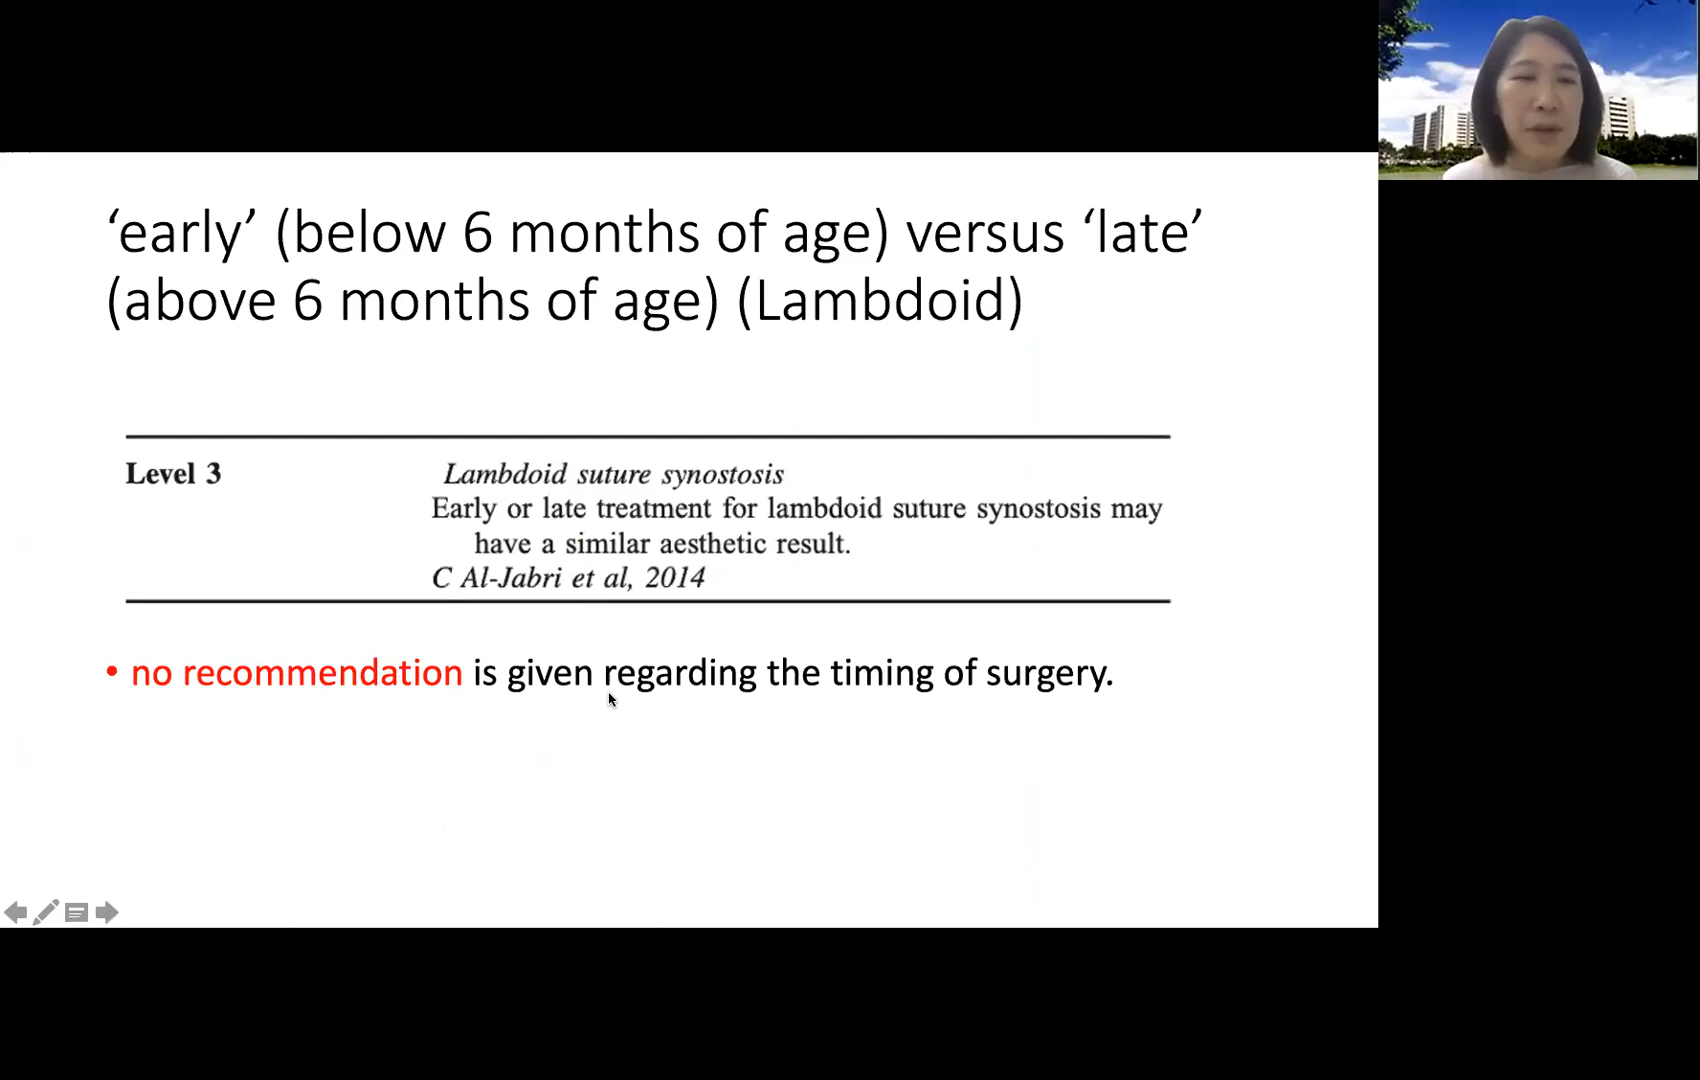 ‘early’ (below 6 months of age) versus ‘late’
(above 6 months of age) (Lambdoid)
Level 3
Lambdoid suture synostosis
Early or late treatment for lambdoid suture synostosis may
have a similar aesthetic result.
C Al-Jabri et al, 2014
• no recommendation is given regarding the timing of surgery.